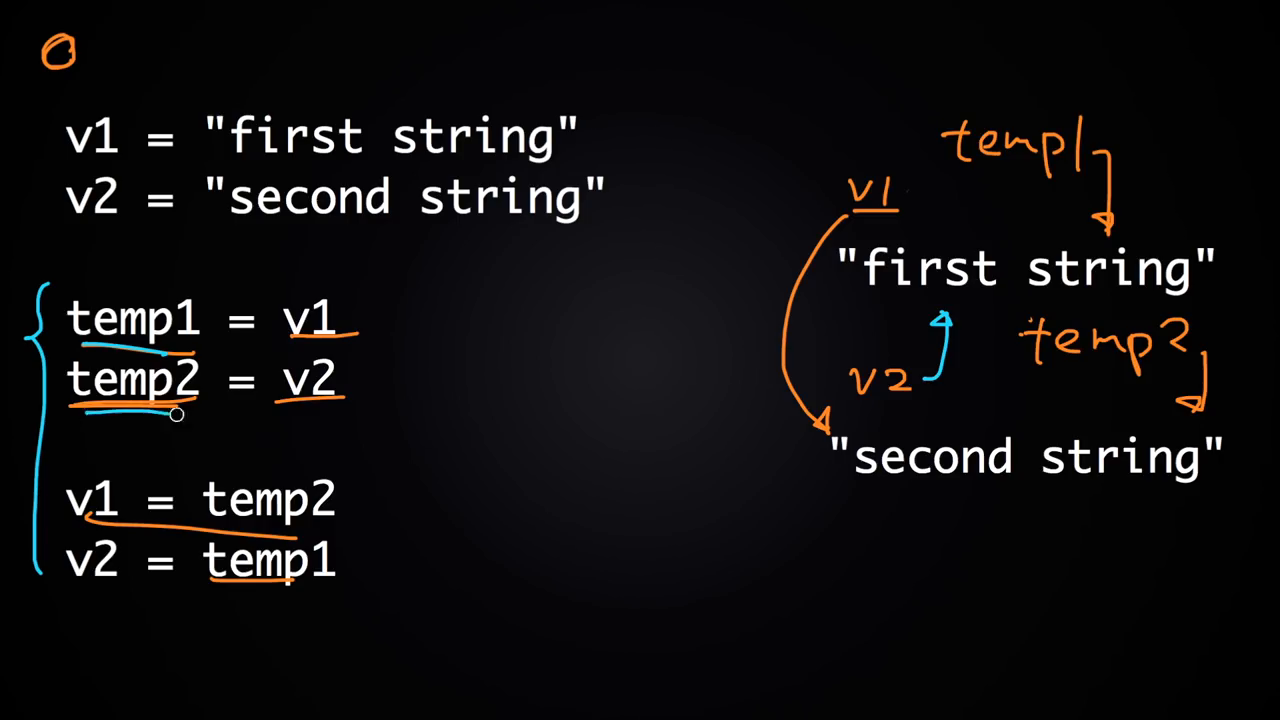 v1 = "first string"
v2 = "second string"
temp1 = v1
temp2 = v2
v1 = temp2
v2 = temp1
temp1
v1
"first string"
temp2
v2
"second string"